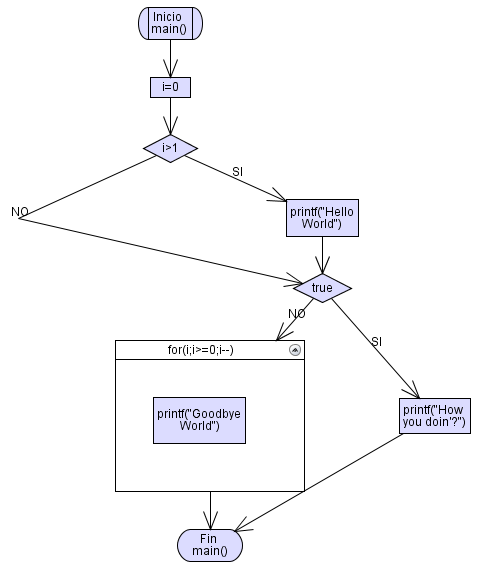 Inicio
main()
i=0
i>1
SI
NO
printf("Hello
World")
true
NO
SI
for(i;i>=0;i--)
printf("Goodbye
World")
printf("How
you doin'?")
Fin
main()